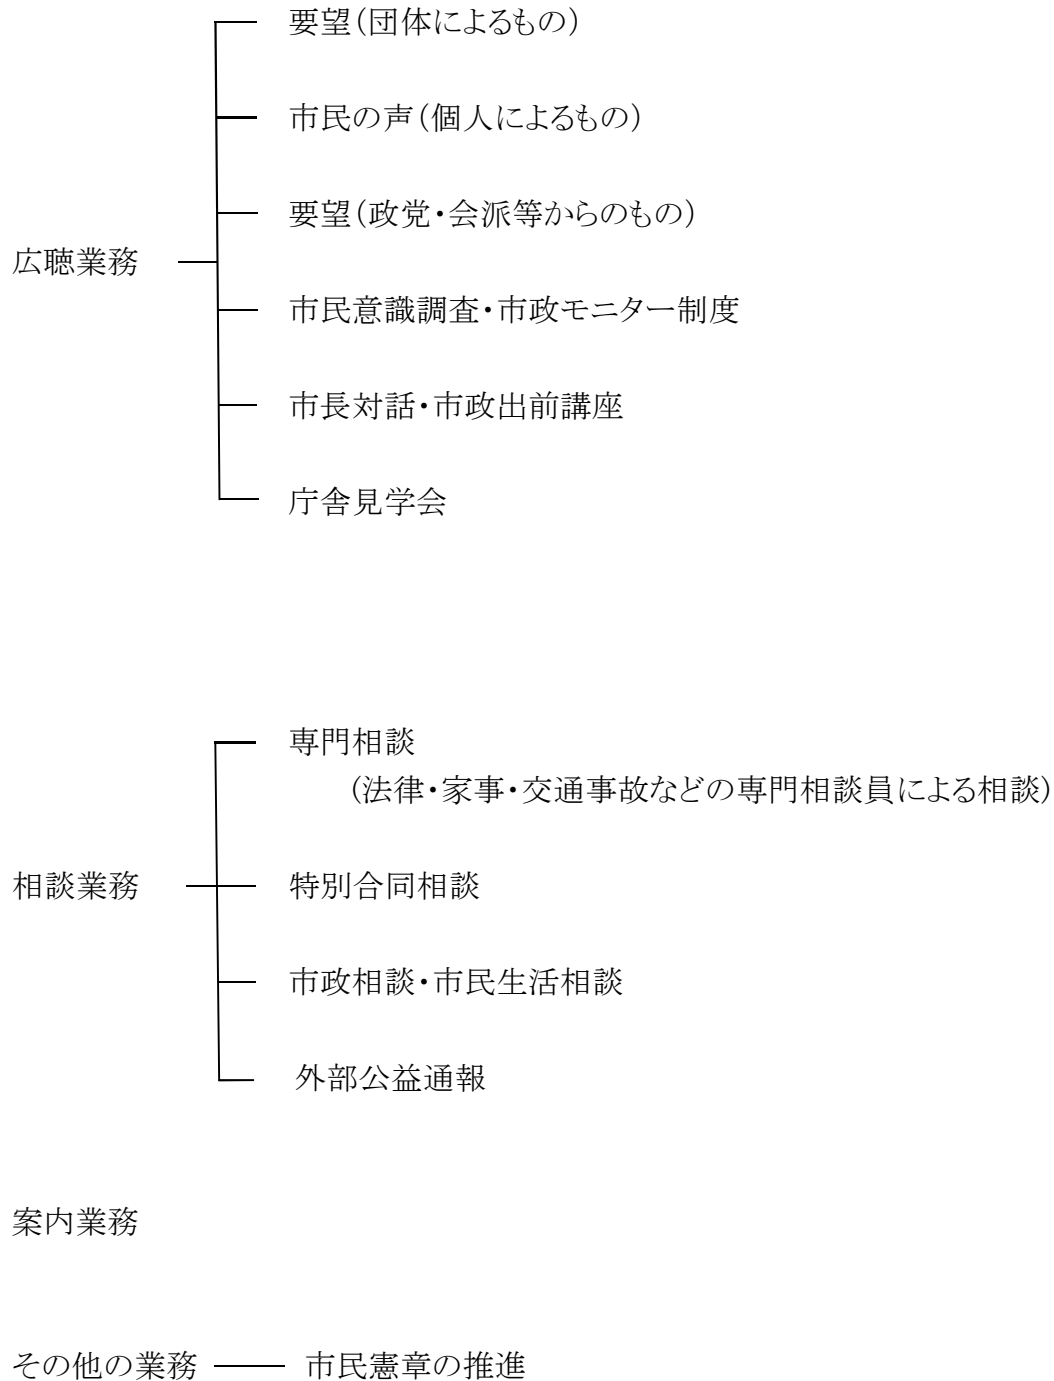 要望（団体によるもの）
市民の声（個人によるもの）
要望（政党・会派等からのもの）
広聴業務
市民意識調査・市政モニター制度
市長対話・市政出前講座
庁舎見学会
専門相談
（法律・家事・交通事故などの専門相談員による相談）
相談業務
特別合同相談
市政相談・市民生活相談
外部公益通報
案内業務
その他の業務 市民憲章の推進